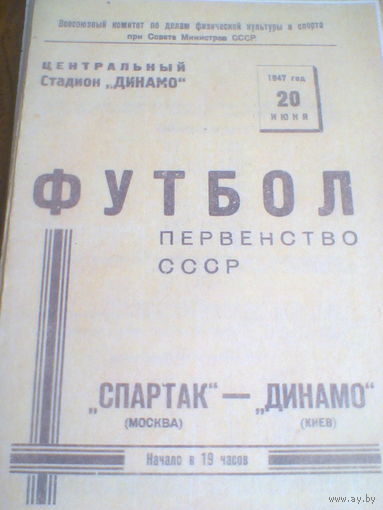 Всесоюзный комитет по делам физической культуры и спорта
при Совете Министров СССР
ЦЕНТРАЛЬНЫЙ
Стадион „ДИНАМО"
1947 год
20
ИЮНЯ
ФУТБОЛ
ПЕРВЕНСТВО
СССР
„СПАРТАК" — „ДИНАМО"
(МОСКВА) (КИЕВ)
Начало в 19 часов
www.ay.by